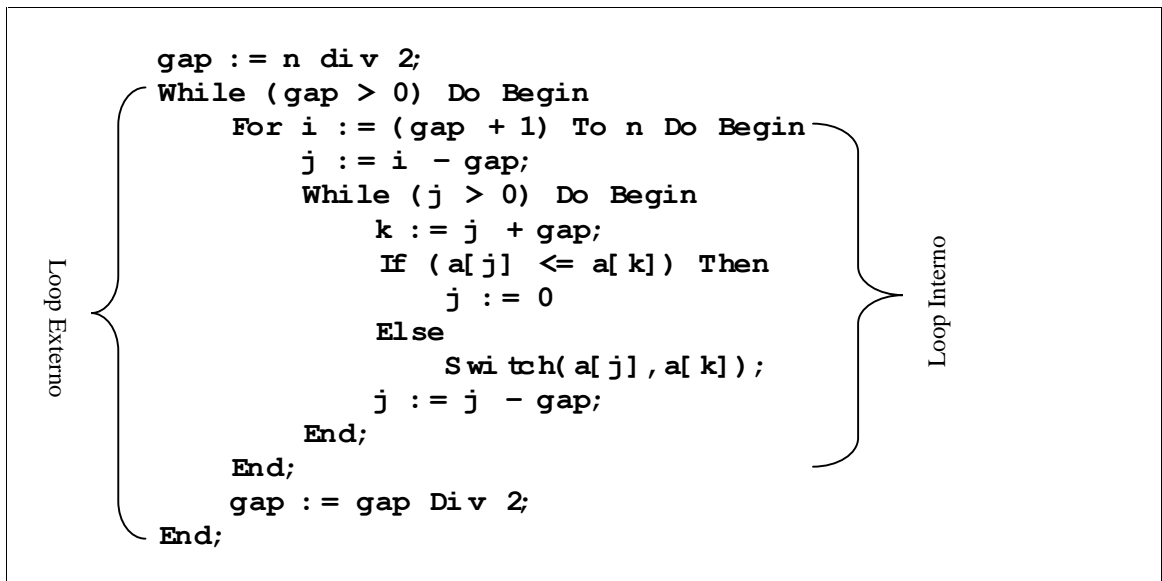 gap := n div 2;
While (gap > 0) Do Begin
For i := (gap + 1) To n Do Begin
j := i - gap;
While (j > 0) Do Begin
k := j + gap;
If (a[j] <= a[k]) Then
j := 0
Else
Switch(a[j],a[k]);
j := j - gap;
End;
End;
gap := gap Div 2;
End;
Loop Externo
Loop Interno